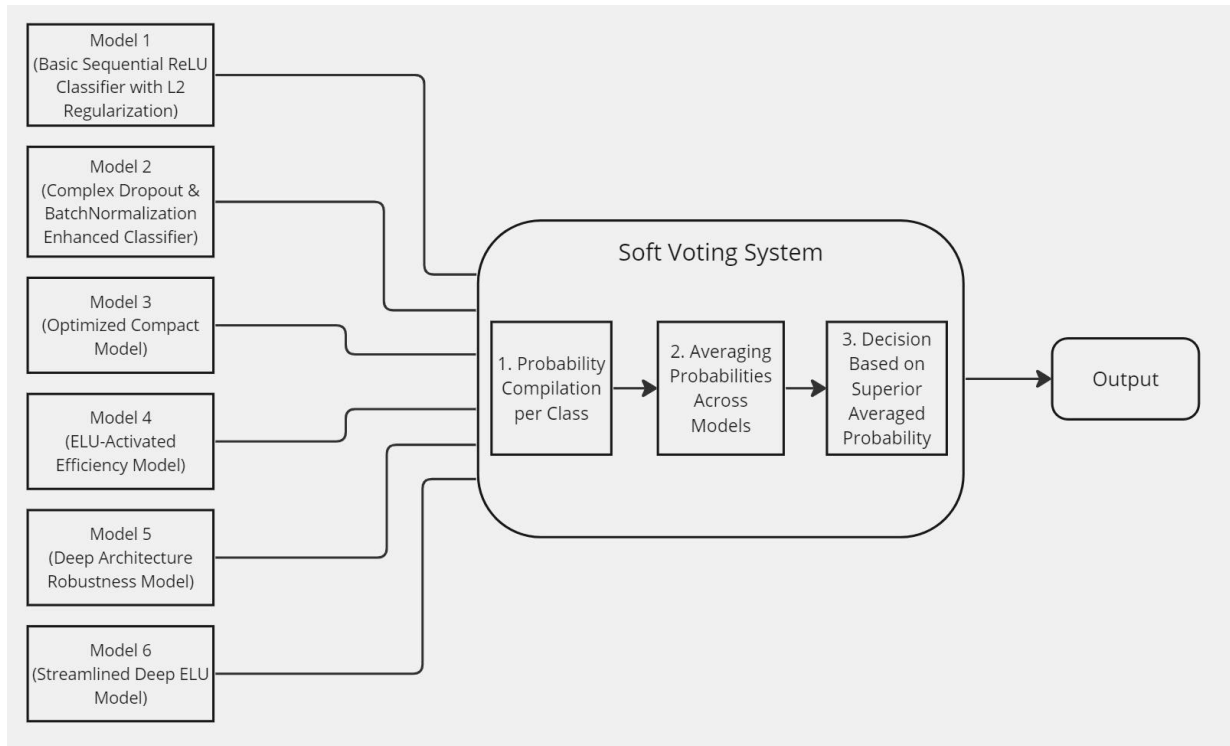 Model 1
(Basic Sequential ReLU
Classifier with L2
Regularization)
Model 2
(Complex Dropout &
BatchNormalization
Enhanced Classifier)
Model 3
(Optimized Compact
Model)
Model 4
(ELU-Activated
Efficiency Model)
Model 5
(Deep Architecture
Robustness Model)
Model 6
(Streamlined Deep ELU
Model)
Soft Voting System
1. Probability
Compilation
per Class
2. Averaging
Probabilities
Across
Models
3. Decision
Based on
Superior
Averaged
Probability
Output